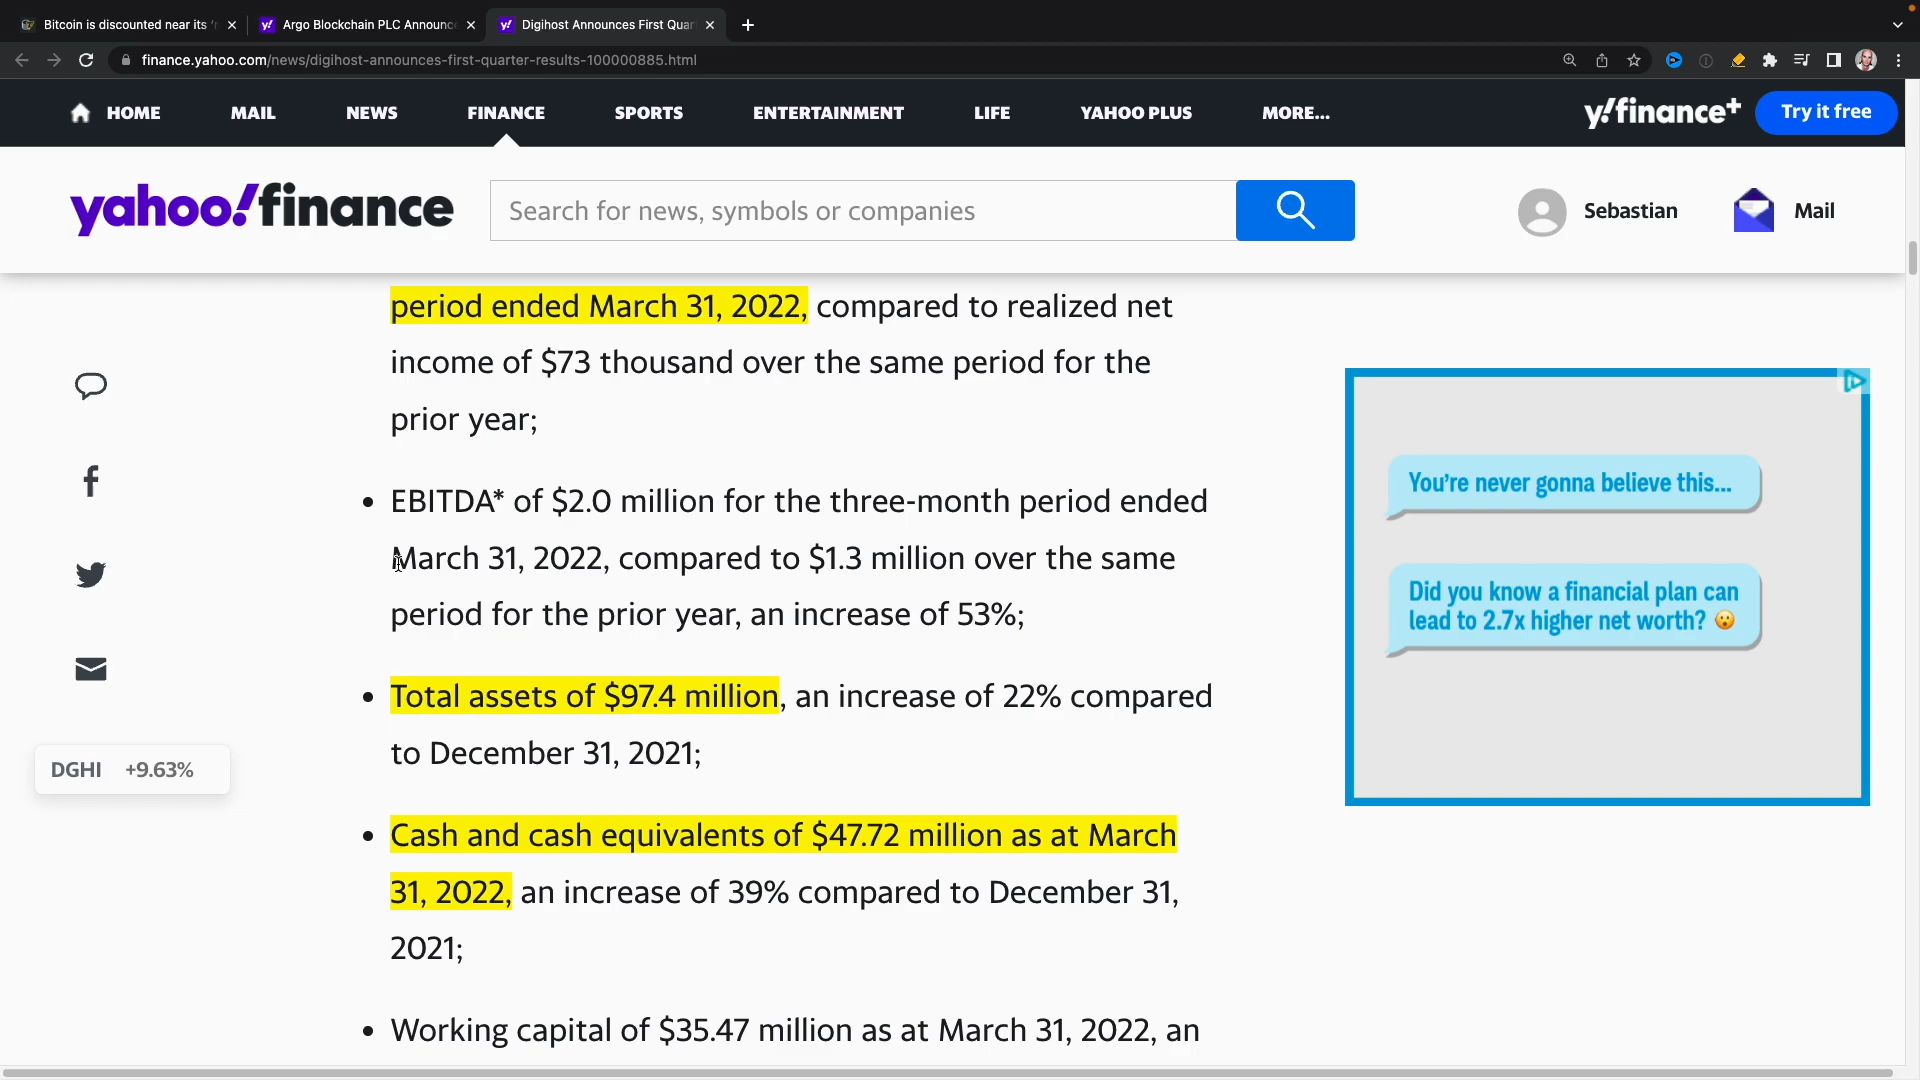 Bitcoin is discounted near its 'r
Argo Blockchain PLC Announce
Digihost Announces First Quar
finance.yahoo.com/news/digihost-announces-first-quarter-results-100000885.html
HOME MAIL NEWS FINANCE SPORTS ENTERTAINMENT LIFE YAHOO PLUS MORE...
y!finance+ Try it free
yahoo!finance
Search for news, symbols or companies
Sebastian
Mail
period ended March 31, 2022, compared to realized net
income of $73 thousand over the same period for the
prior year;
• EBITDA* of $2.0 million for the three-month period ended
March 31, 2022, compared to $1.3 million over the same
period for the prior year, an increase of 53%;
• Total assets of $97.4 million, an increase of 22% compared
to December 31, 2021;
• Cash and cash equivalents of $47.72 million as at March
31, 2022, an increase of 39% compared to December 31,
2021;
• Working capital of $35.47 million as at March 31, 2022, an
DGHI +9.63%
You're never gonna believe this...
Did you know a financial plan can
lead to 2.7x higher net worth? 😮